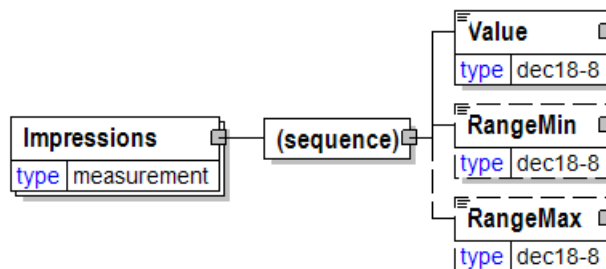 Value
type dec18-8
Impressions
type measurement
(sequence)
RangeMin
type dec18-8
RangeMax
type dec18-8